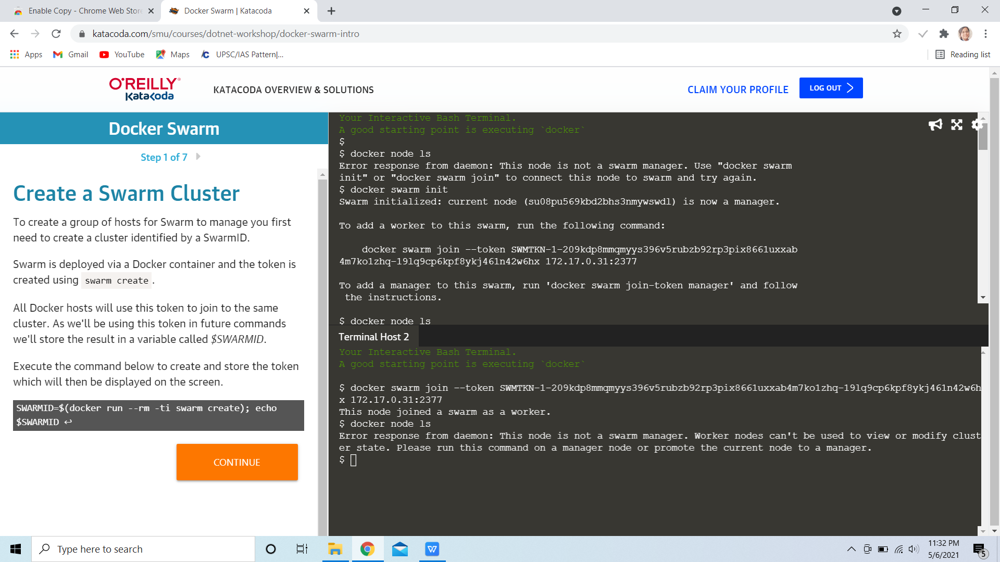 Enable Copy - Chrome Web Store
Docker Swarm | Katacoda
katacoda.com/smu/courses/dotnet-workshop/docker-swarm-intro
Apps
Gmail
YouTube
Maps
UPSC/IAS Pattern|...
Reading list
O'REILLY®
Katacoda
KATACODA OVERVIEW & SOLUTIONS
CLAIM YOUR PROFILE
LOG OUT
Docker Swarm
Step 1 of 7
Create a Swarm Cluster
To create a group of hosts for Swarm to manage you first
need to create a cluster identified by a SwarmID.
Swarm is deployed via a Docker container and the token is
created using swarm create .
All Docker hosts will use this token to join to the same
cluster. As we'll be using this token in future commands
we'll store the result in a variable called $SWARMID.
Execute the command below to create and store the token
which will then be displayed on the screen.
SWARMID=$(docker run --rm -ti swarm create); echo
$SWARMID ↩
CONTINUE
Your Interactive Bash Terminal.
A good starting point is executing `docker`
$
$ docker node ls
Error response from daemon: This node is not a swarm manager. Use "docker swarm
init" or "docker swarm join" to connect this node to swarm and try again.
$ docker swarm init
Swarm initialized: current node (su08pu569kbd2bhs3nmywswdl) is now a manager.
To add a worker to this swarm, run the following command:
docker swarm join --token SWMTKN-1-209kdp8mmqmyys396v5rubzb92rp3pix8661uxxab
4m7ko1zhq-19lq9cp6kpf8ykj461n42w6hx 172.17.0.31:2377
To add a manager to this swarm, run 'docker swarm join-token manager' and follow
the instructions.
$ docker node ls
Terminal Host 2
Your Interactive Bash Terminal.
A good starting point is executing `docker`
$ docker swarm join --token SWMTKN-1-209kdp8mmqmyys396v5rubzb92rp3pix8661uxxab4m7ko1zhq-19lq9cp6kpf8ykj461n42w6h
x 172.17.0.31:2377
This node joined a swarm as a worker.
$ docker node ls
Error response from daemon: This node is not a swarm manager. Worker nodes can't be used to view or modify clust
er state. Please run this command on a manager node or promote the current node to a manager.
$
Type here to search
11:32 PM
5/6/2021
5